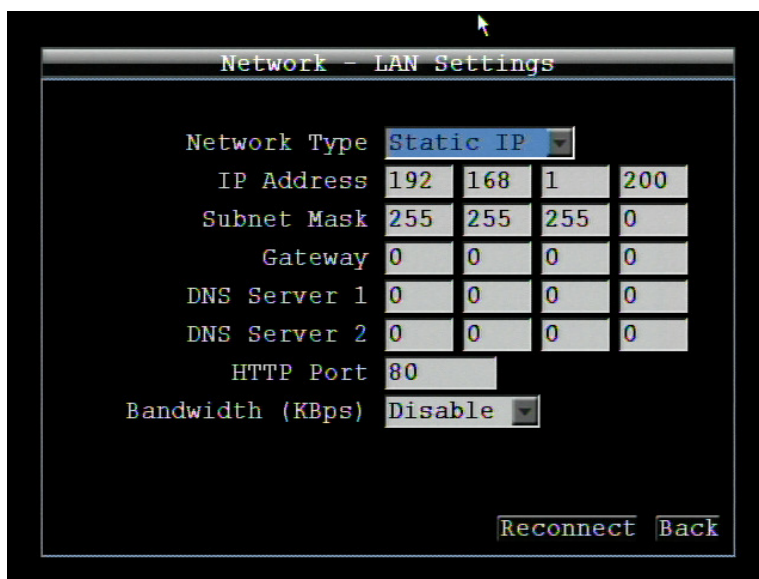 Network - LAN Settings
Network Type Static IP
IP Address 192 168 1 200
Subnet Mask 255 255 255 0
Gateway 0 0 0 0
DNS Server 1 0 0 0 0
DNS Server 2 0 0 0 0
HTTP Port 80
Bandwidth (KBps) Disable
Reconnect Back